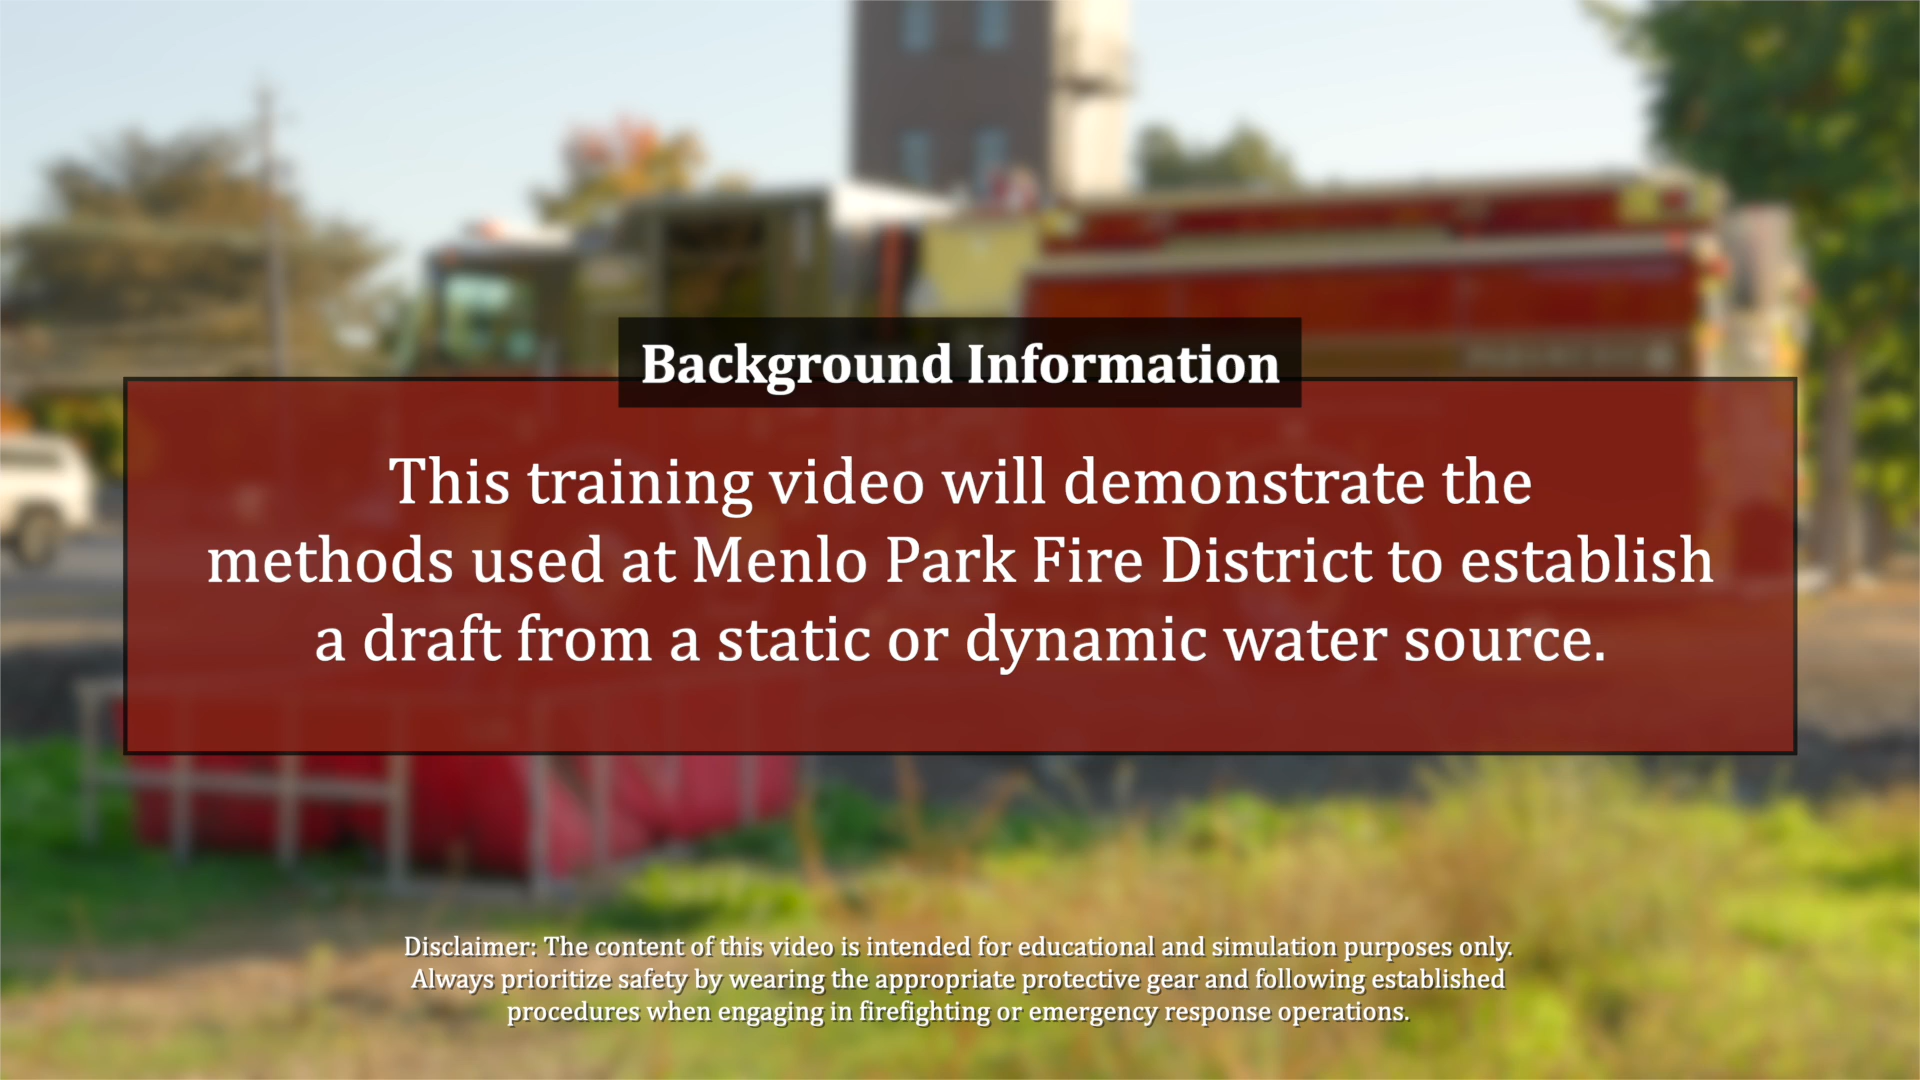 Background Information
This training video will demonstrate the
methods used at Menlo Park Fire District to establish
a draft from a static or dynamic water source.
Disclaimer: The content of this video is intended for educational and simulation purposes only.
Always prioritize safety by wearing the appropriate protective gear and following established
procedures when engaging in firefighting or emergency response operations.